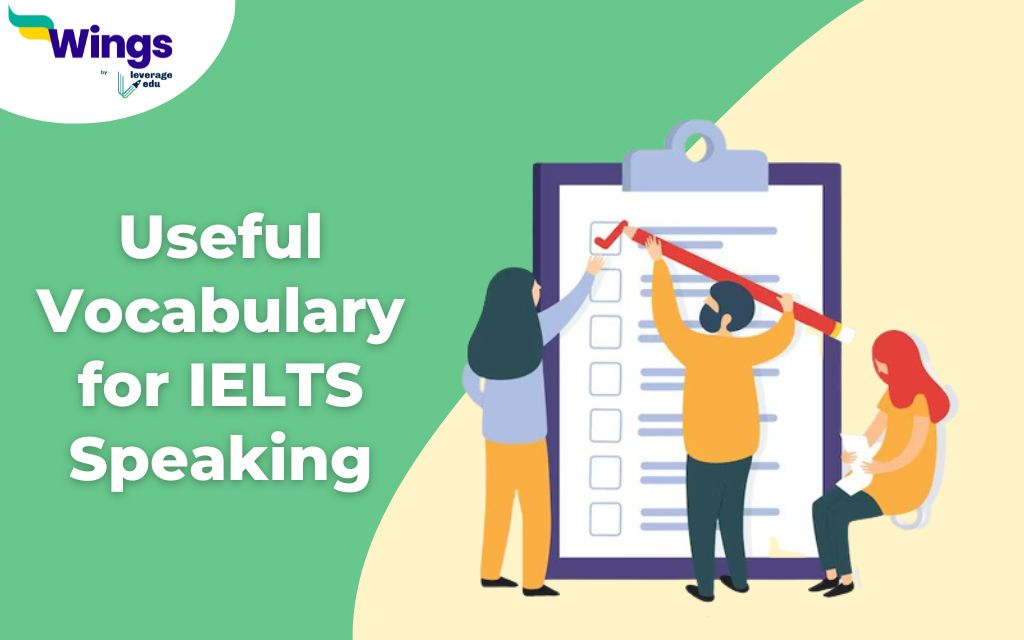 Wings
by leverage
edu
Useful
Vocabulary
for IELTS
Speaking